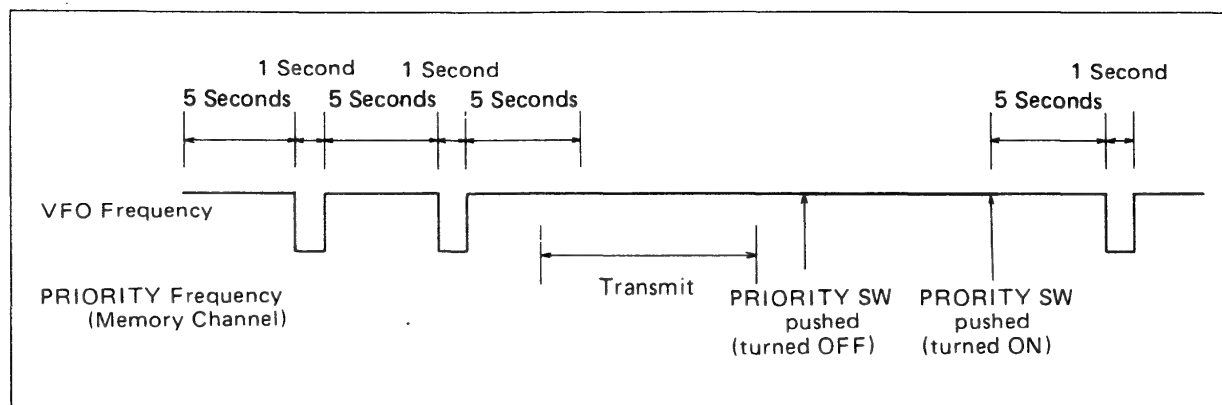 1 Second 1 Second 1 Second
5 Seconds 5 Seconds 5 Seconds 5 Seconds
VFO Frequency
PRIORITY Frequency
(Memory Channel)
Transmit
PRIORITY SW
pushed
(turned OFF)
PRORITY SW
pushed
(turned ON)